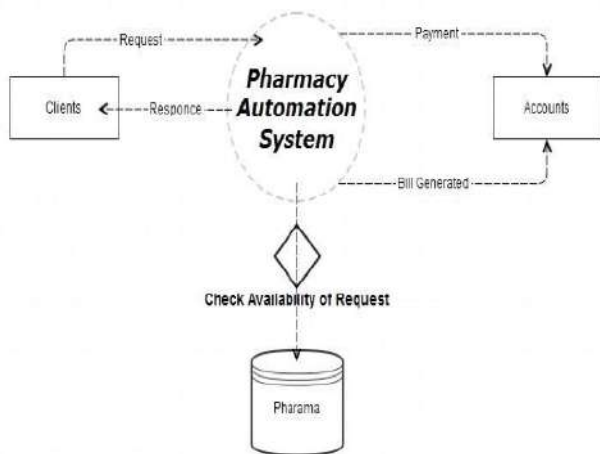 Request
Payment
Pharmacy
Automation
System
Clients
Responce
Accounts
Bill Generated
Check Availability of Request
Pharama